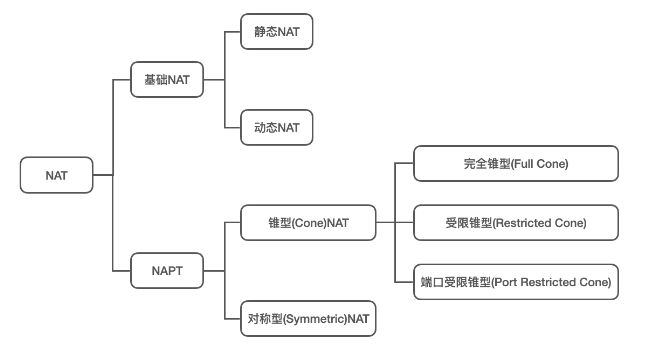 静态NAT
基础NAT
动态NAT
NAT
完全锥型(Full Cone)
锥型(Cone)NAT
受限锥型(Restricted Cone)
NAPT
端口受限锥型(Port Restricted Cone)
对称型(Symmetric)NAT